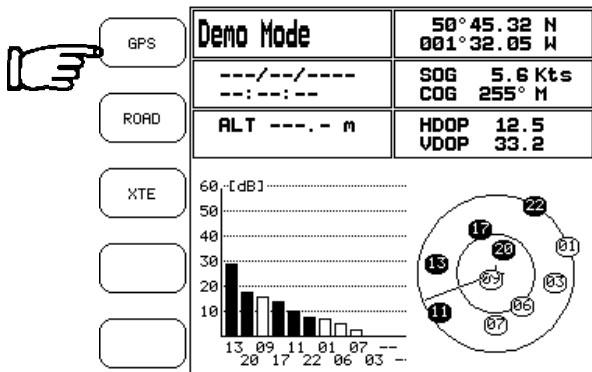 GPS
ROAD
XTE
Demo Mode
50°45.32 N
001°32.05 W
---/--/----
--:--:--
SOG 5.6 Kts
COG 255° M
ALT ---.- m
HDOP 12.5
VDOP 33.2
60 [dB]
50
40
30
20
10
13 09 11 01 07 --
20 17 22 06 03 --
22
17
01
20
13
09
03
06
11
07